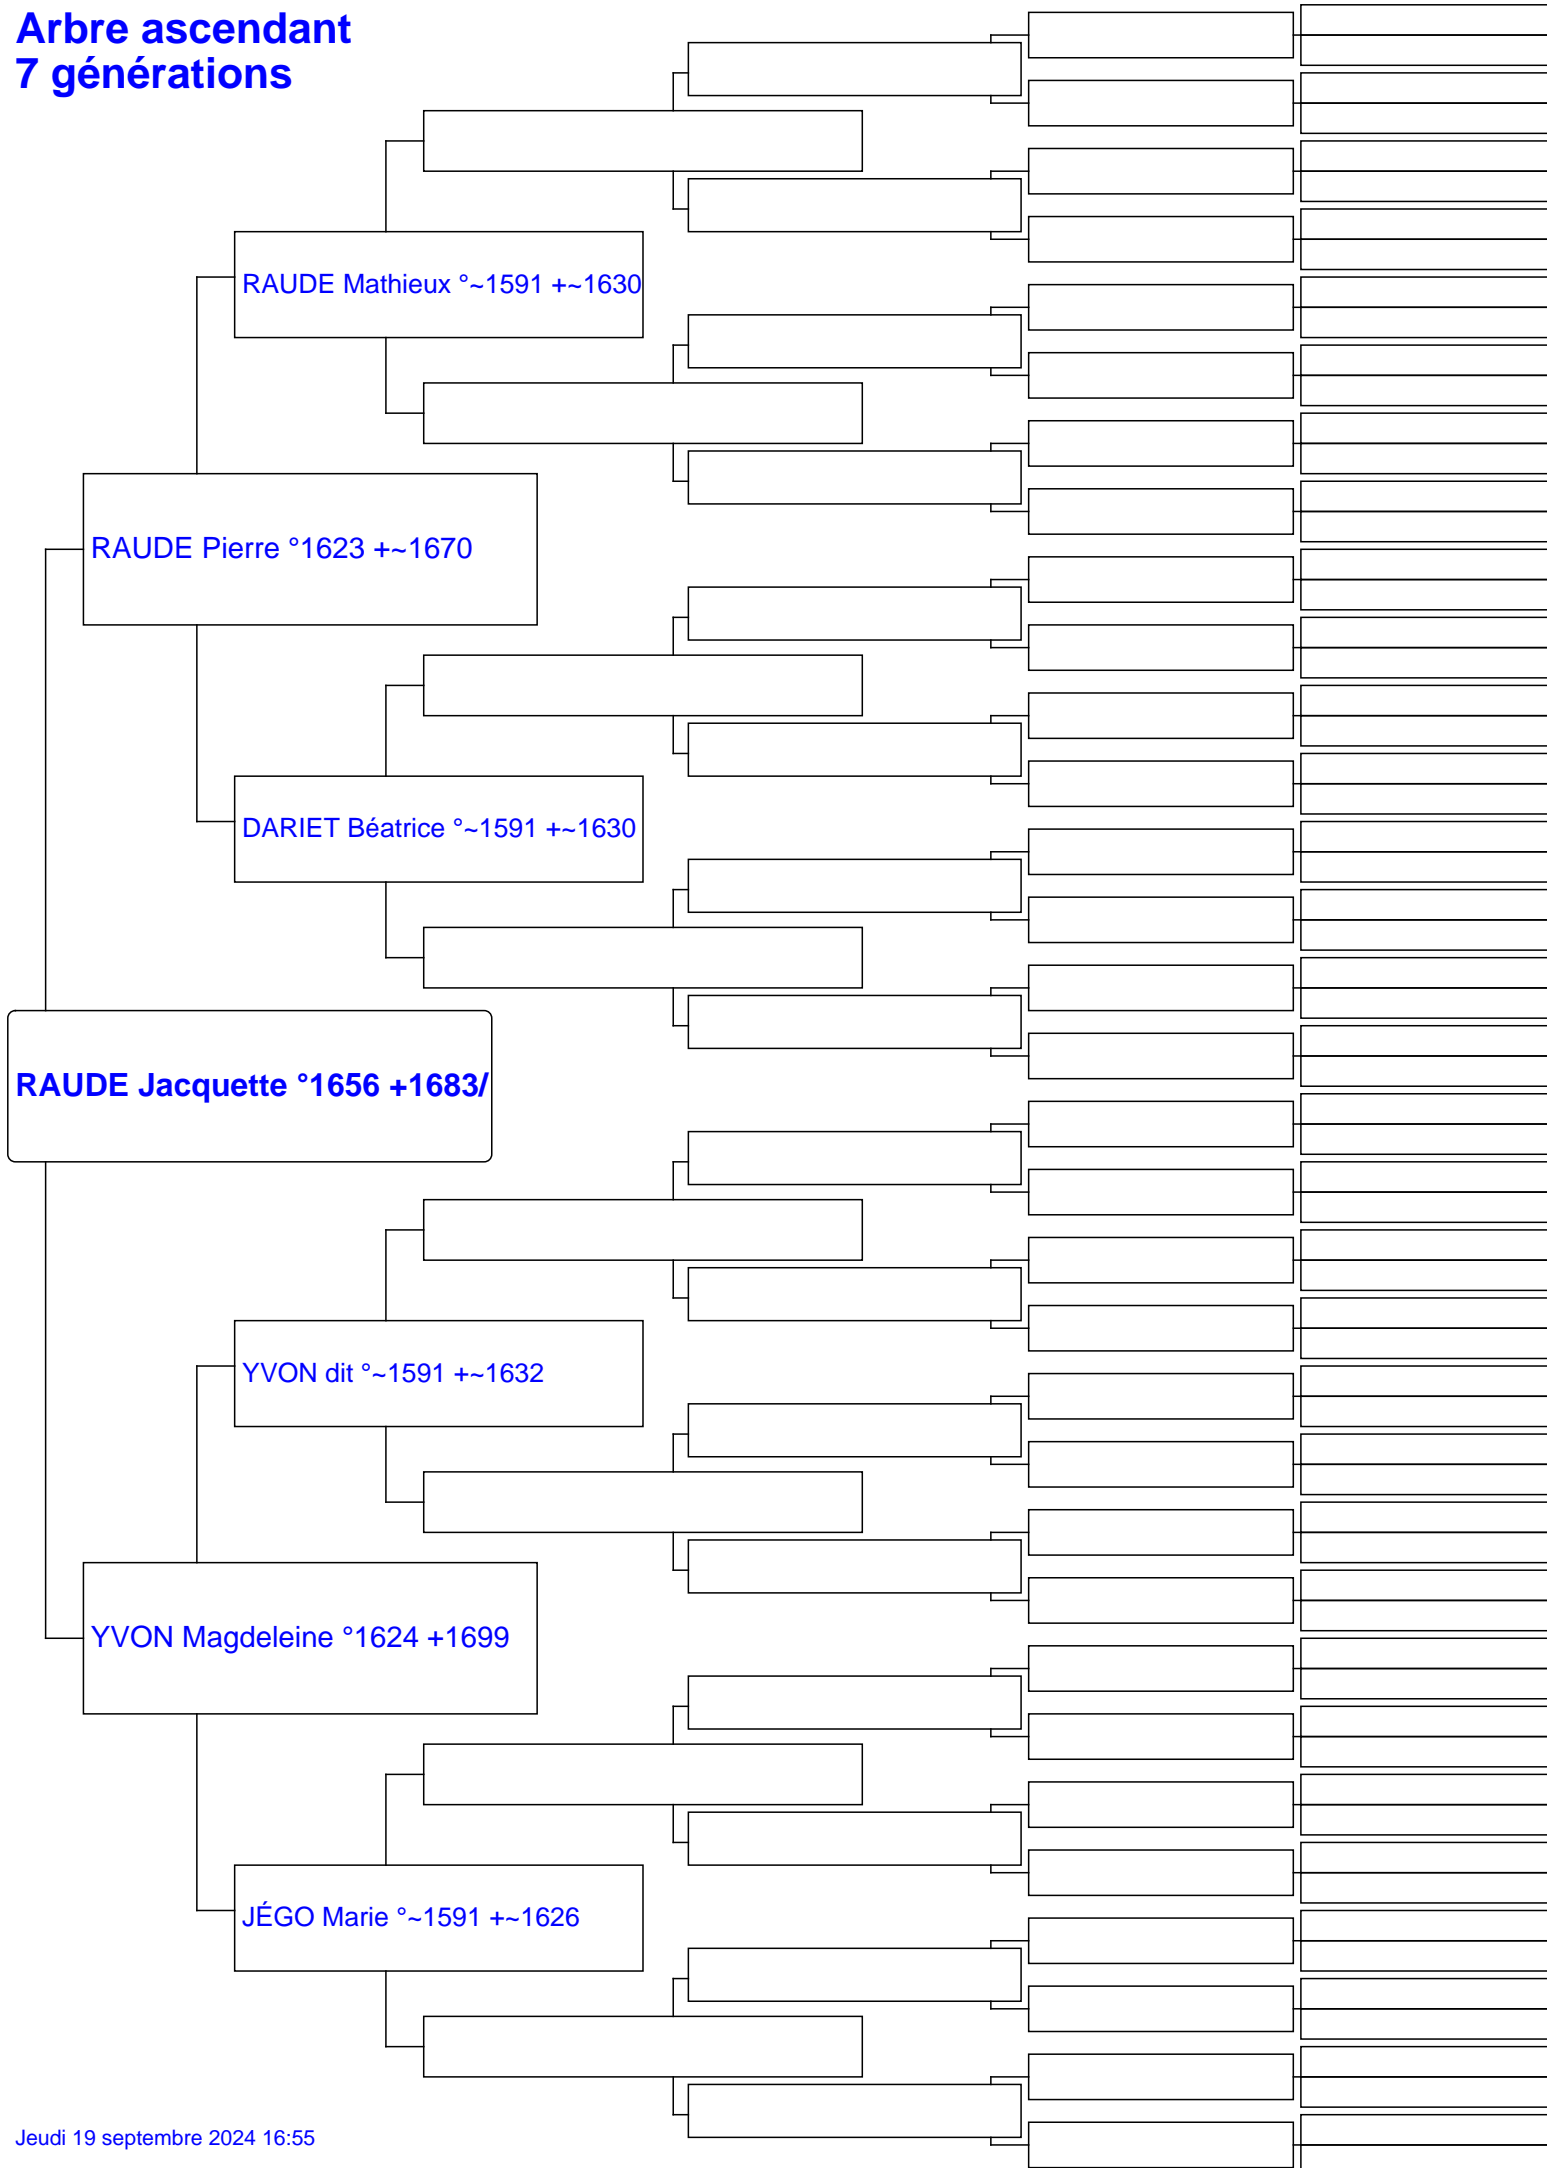 Arbre ascendant
7 générations
RAUDE Mathieux °~1591 +~1630
RAUDE Pierre °1623 +~1670
DARIET Béatrice °~1591 +~1630
RAUDE Jacquette °1656 +1683/
YVON dit °~1591 +~1632
YVON Magdeleine °1624 +1699
JÉGO Marie °~1591 +~1626
Jeudi 19 septembre 2024 16:55